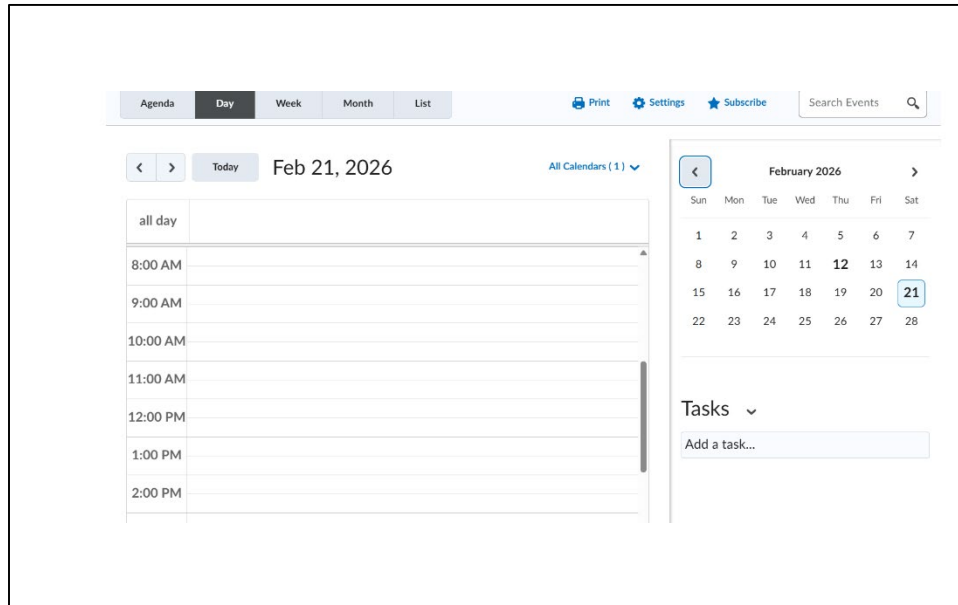 Agenda Day Week Month List Print Settings Subscribe Search Events
Today Feb 21, 2026 All Calendars ( 1 )
all day
8:00 AM
9:00 AM
10:00 AM
11:00 AM
12:00 PM
1:00 PM
2:00 PM
February 2026
Sun Mon Tue Wed Thu Fri Sat
1 2 3 4 5 6 7
8 9 10 11 12 13 14
15 16 17 18 19 20 21
22 23 24 25 26 27 28
Tasks
Add a task...